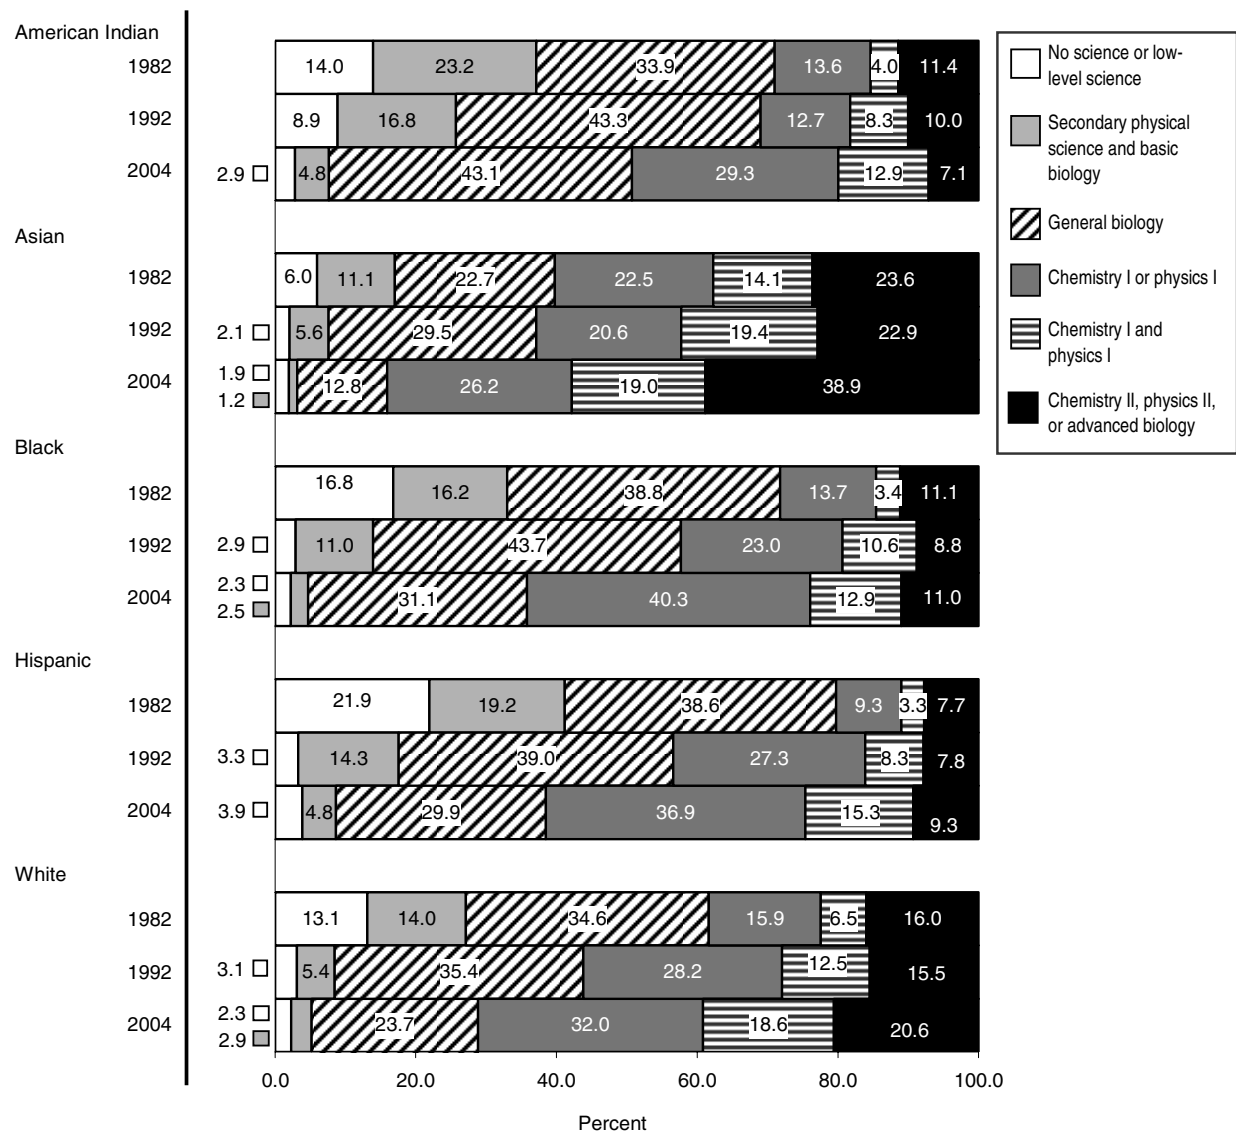 American Indian
1982 14.0 23.2 33.9 13.6 4.0 11.4
1992 8.9 16.8 43.3 12.7 8.3 10.0
2004 2.9 4.8 43.1 29.3 12.9 7.1
Asian
1982 6.0 11.1 22.7 22.5 14.1 23.6
1992 2.1 5.6 29.5 20.6 19.4 22.9
2004 1.9 1.2 12.8 26.2 19.0 38.9
Black
1982 16.8 16.2 38.8 13.7 3.4 11.1
1992 2.9 11.0 43.7 23.0 10.6 8.8
2004 2.3 2.5 31.1 40.3 12.9 11.0
Hispanic
1982 21.9 19.2 38.6 9.3 3.3 7.7
1992 3.3 14.3 39.0 27.3 8.3 7.8
2004 3.9 4.8 29.9 36.9 15.3 9.3
White
1982 13.1 14.0 34.6 15.9 6.5 16.0
1992 3.1 5.4 35.4 28.2 12.5 15.5
2004 2.3 2.9 23.7 32.0 18.6 20.6
0.0 20.0 40.0 60.0 80.0 100.0
Percent
No science or low-
level science
Secondary physical
science and basic
biology
General biology
Chemistry I or physics I
Chemistry I and
physics I
Chemistry II, physics II,
or advanced biology